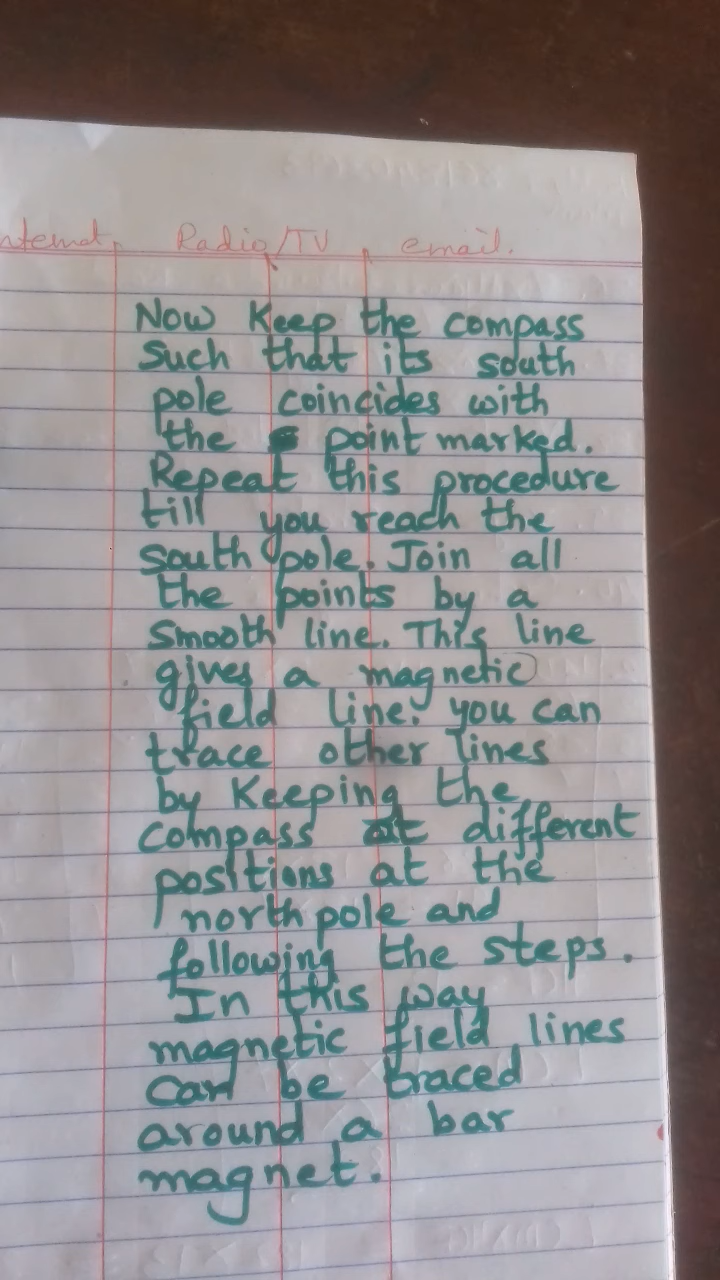 Radio/TV email.
Now Keep the compass
Such that its south
pole coincides with
the point marked.
Repeat this procedure
till you reach the
south pole. Join all
the points by a
Smooth line. This line
gives a magnetic
field line. you can
trace other lines
by Keeping the
compass at different
positions at the
north pole and
following the steps.
In this way
magnetic field lines
can be traced
around a bar
magnet.